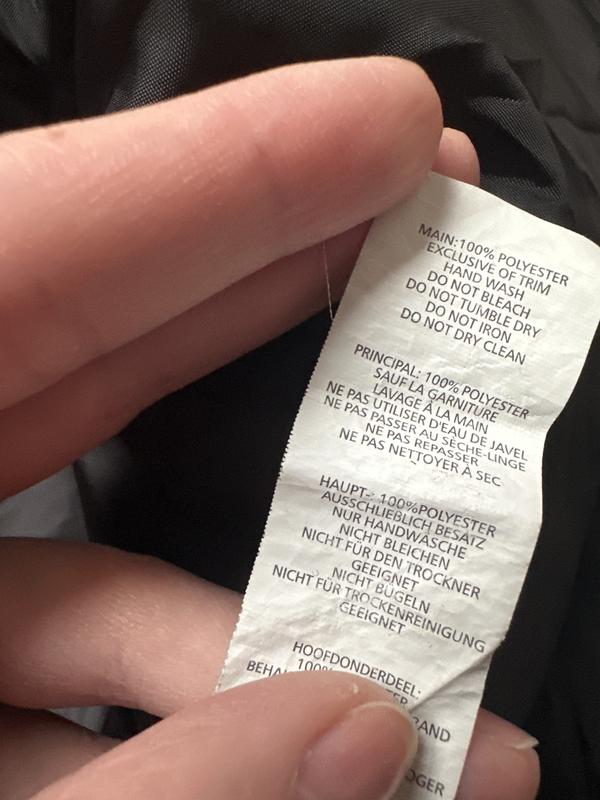 MAIN:100% POLYESTER
EXCLUSIVE OF TRIM
HAND WASH
DO NOT BLEACH
DO NOT TUMBLE DRY
DO NOT IRON
DO NOT DRY CLEAN
PRINCIPAL: 100% POLYESTER
SAUF LA GARNITURE
LAVAGE À LA MAIN
NE PAS UTILISER D'EAU DE JAVEL
NE PAS PASSER AU SÈCHE-LINGE
NE PAS REPASSER
NE PAS NETTOYER À SEC
HAUPT-: 100%POLYESTER
AUSSCHLIEßLICH BESATZ
NUR HANDWÄSCHE
NICHT BLEICHEN
NICHT FÜR DEN TROCKNER
GEEIGNET
NICHT BÜGELN
NICHT FÜR TROCKENREINIGUNG
GEEIGNET
HOOFDONDERDEEL: